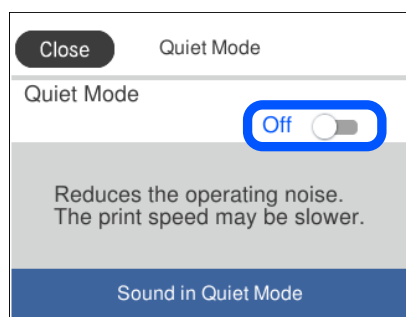 Close Quiet Mode
Quiet Mode
Off
Reduces the operating noise.
The print speed may be slower.
Sound in Quiet Mode